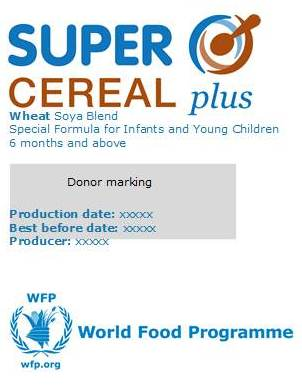 SUPER
CEREAL plus
Wheat Soya Blend
Special Formula for Infants and Young Children
6 months and above
Donor marking
Production date: xxxxx
Best before date: xxxxx
Producer: xxxxx
WFP
World Food Programme
wfp.org